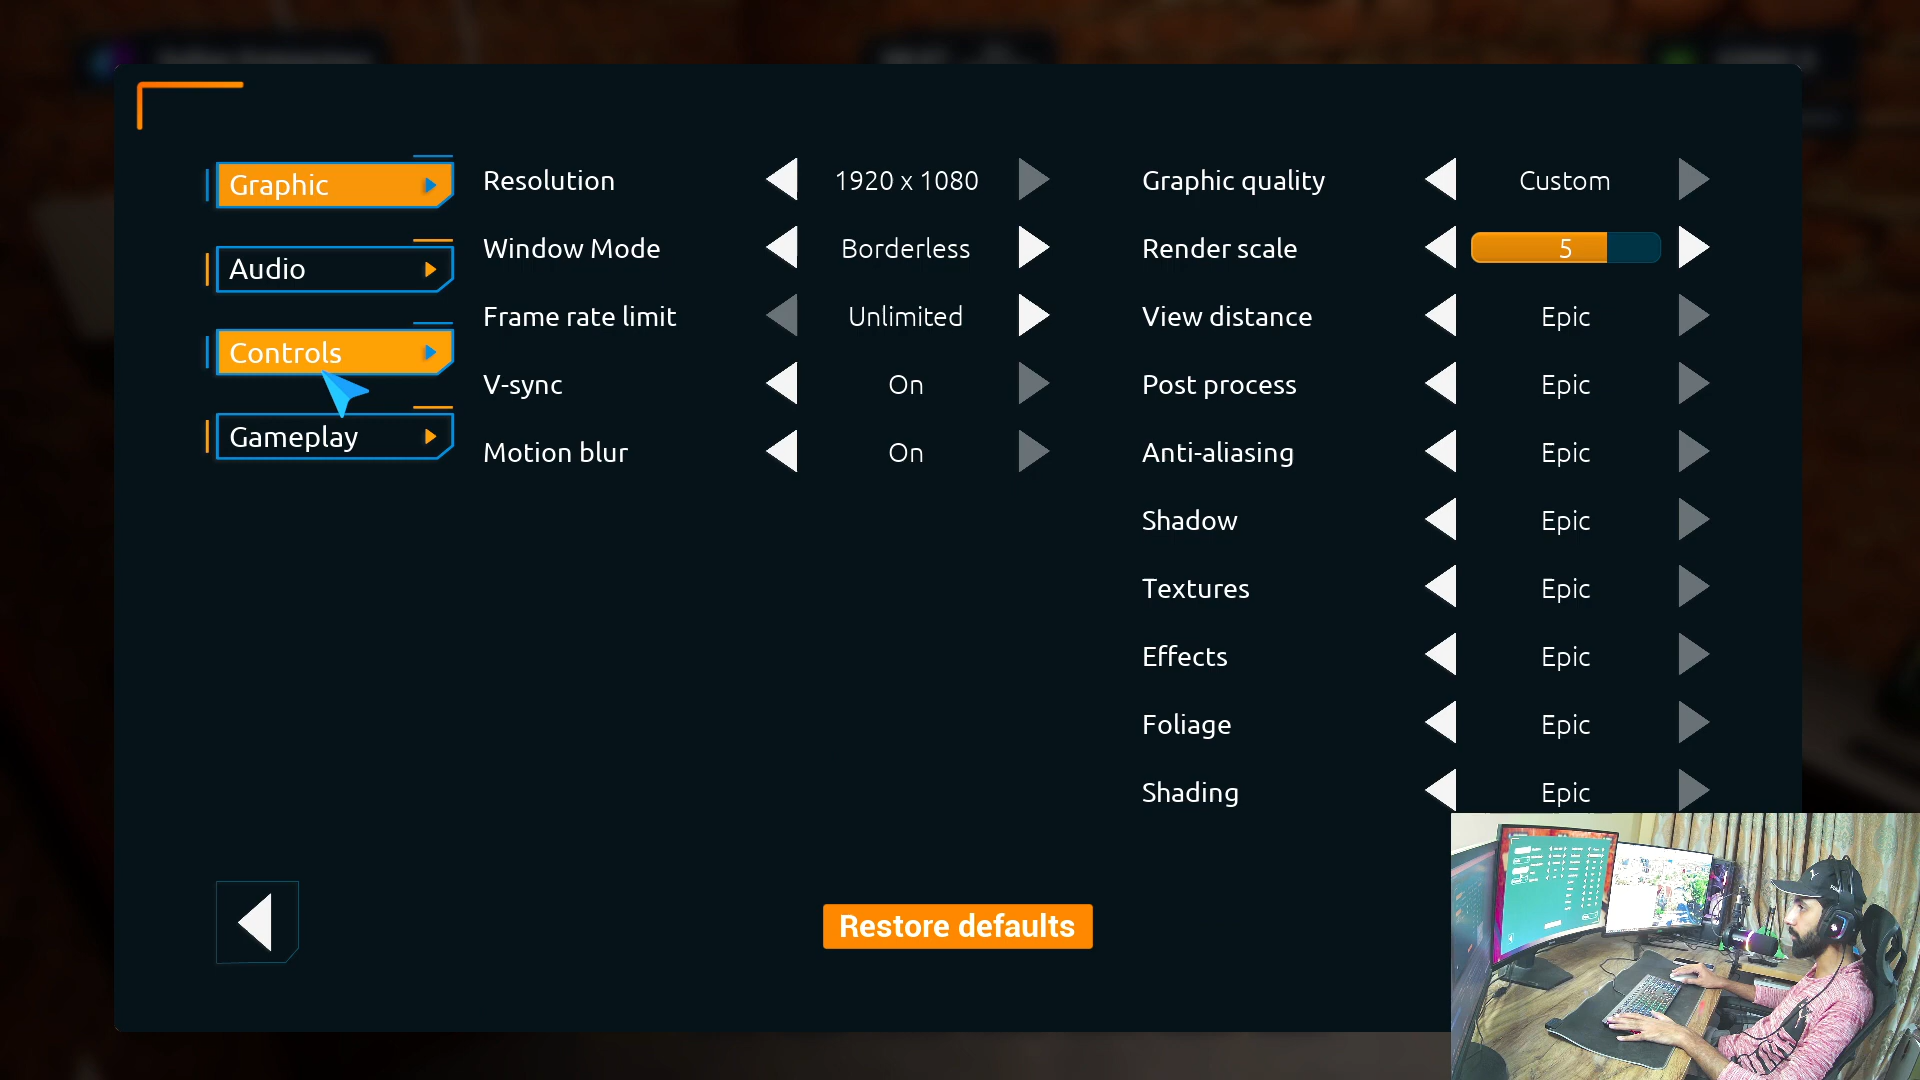 Graphic
Audio
Controls
Gameplay
Resolution 1920 x 1080
Window Mode Borderless
Frame rate limit Unlimited
V-sync On
Motion blur On
Graphic quality Custom
Render scale 5
View distance Epic
Post process Epic
Anti-aliasing Epic
Shadow Epic
Textures Epic
Effects Epic
Foliage Epic
Shading Epic
Restore defaults